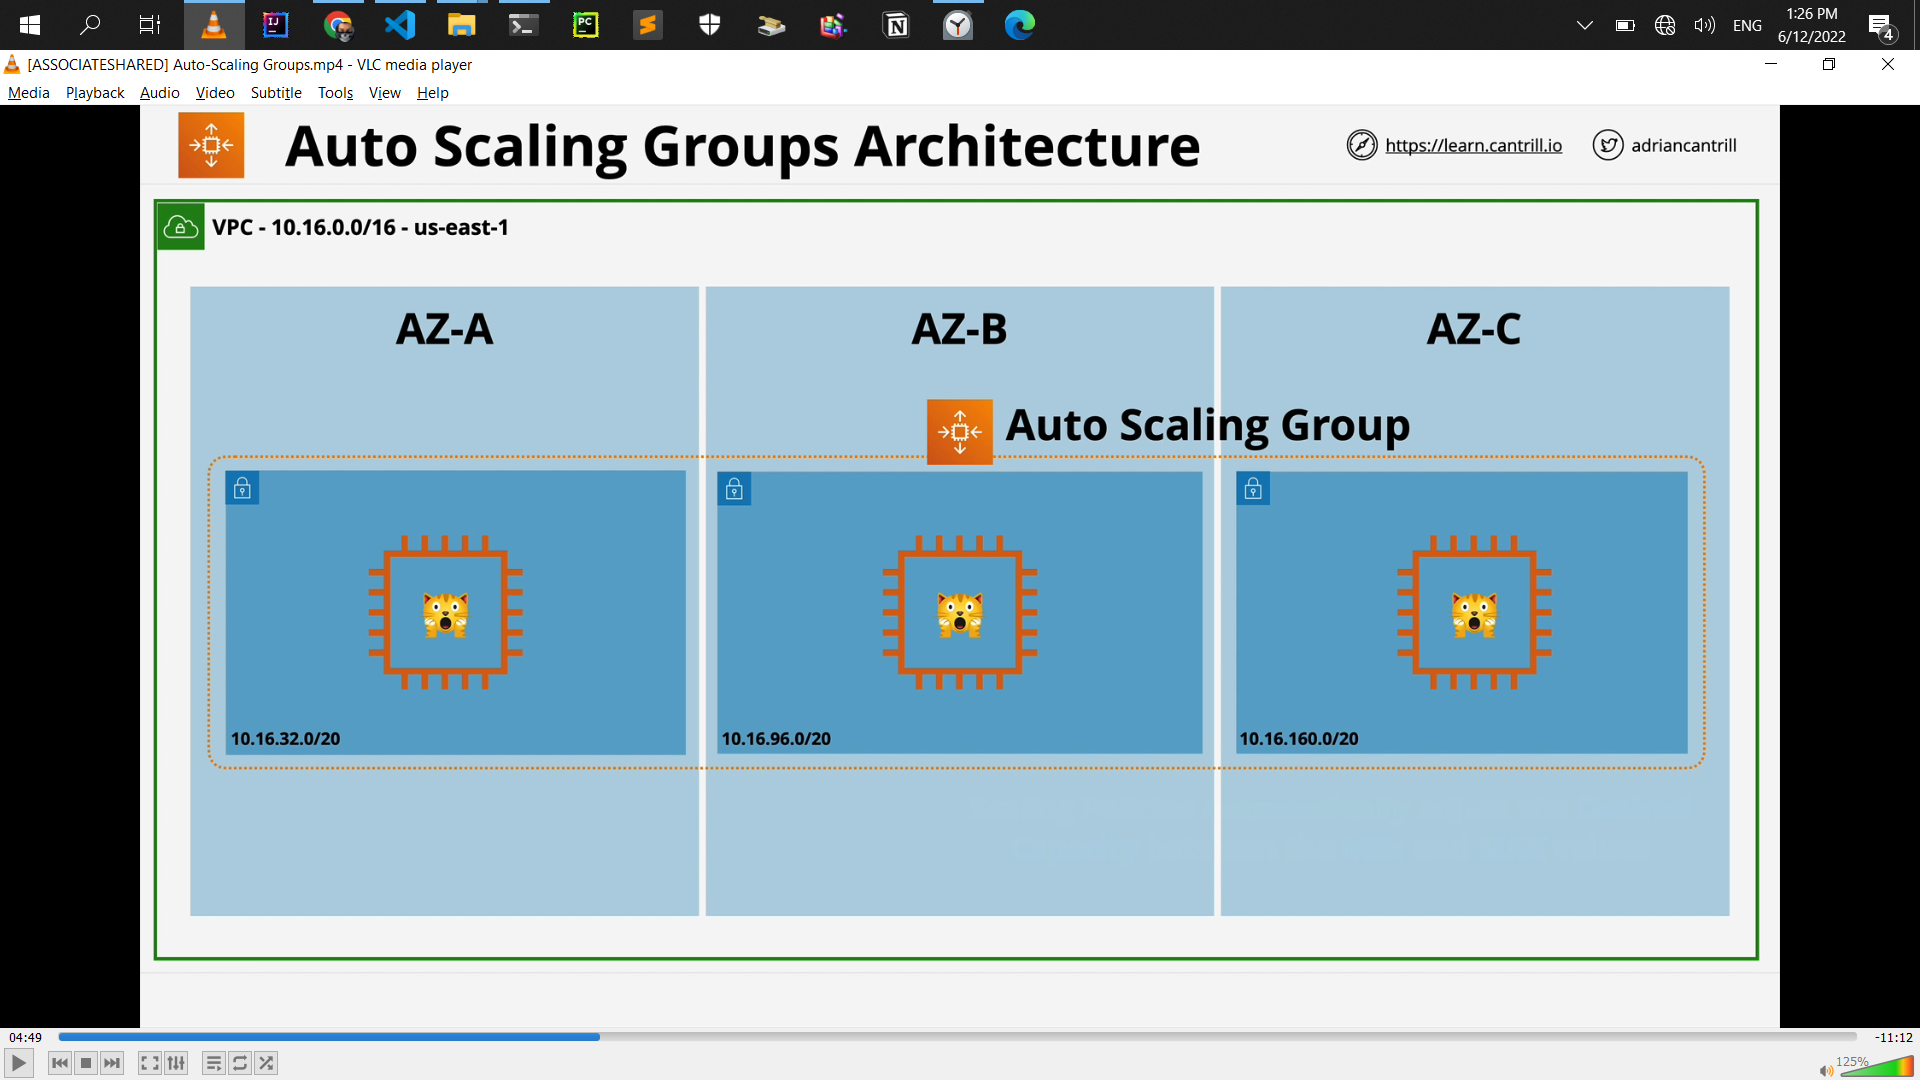 IJ
PC
N
ENG
1:26 PM
6/12/2022
4
[ASSOCIATESHARED] Auto-Scaling Groups.mp4 - VLC media player
Media Playback Audio Video Subtitle Tools View Help
Auto Scaling Groups Architecture
https://learn.cantrill.io
adriancantrill
VPC - 10.16.0.0/16 - us-east-1
AZ-A
AZ-B
AZ-C
Auto Scaling Group
10.16.32.0/20
10.16.96.0/20
10.16.160.0/20
04:49
-11:12
125%